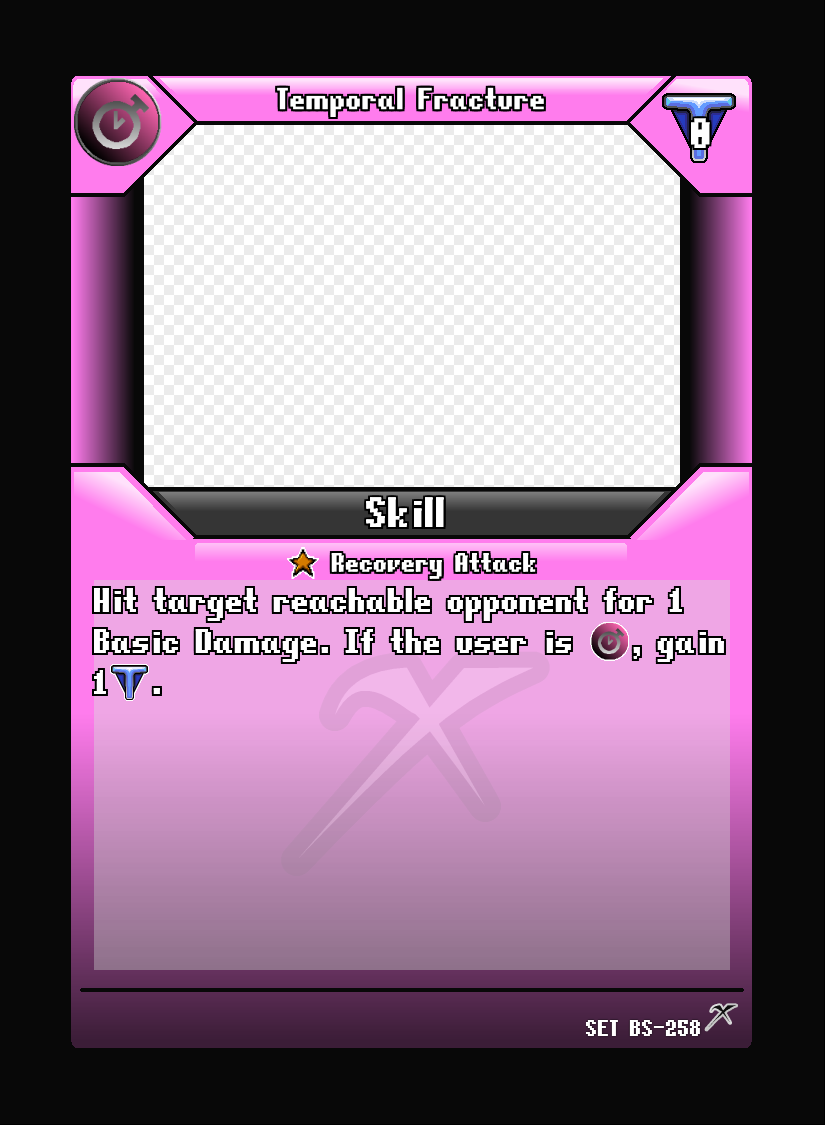 Temporal Fracture
0
Skill
Recovery Attack
Hit target reachable opponent for 1
Basic Damage. If the user is , gain
1 T.
SET BS-258